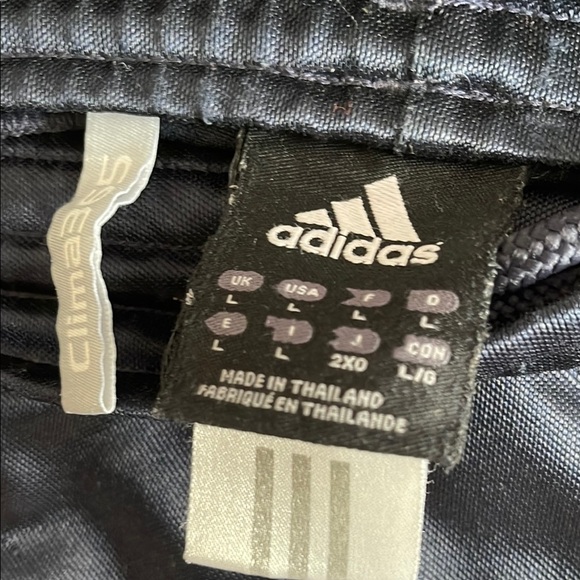 Clima365
adidas
UK USA F D
L L L L
E I J CDN
L L 2XO L/G
MADE IN THAILAND
FABRIQUÉ EN THAILANDE